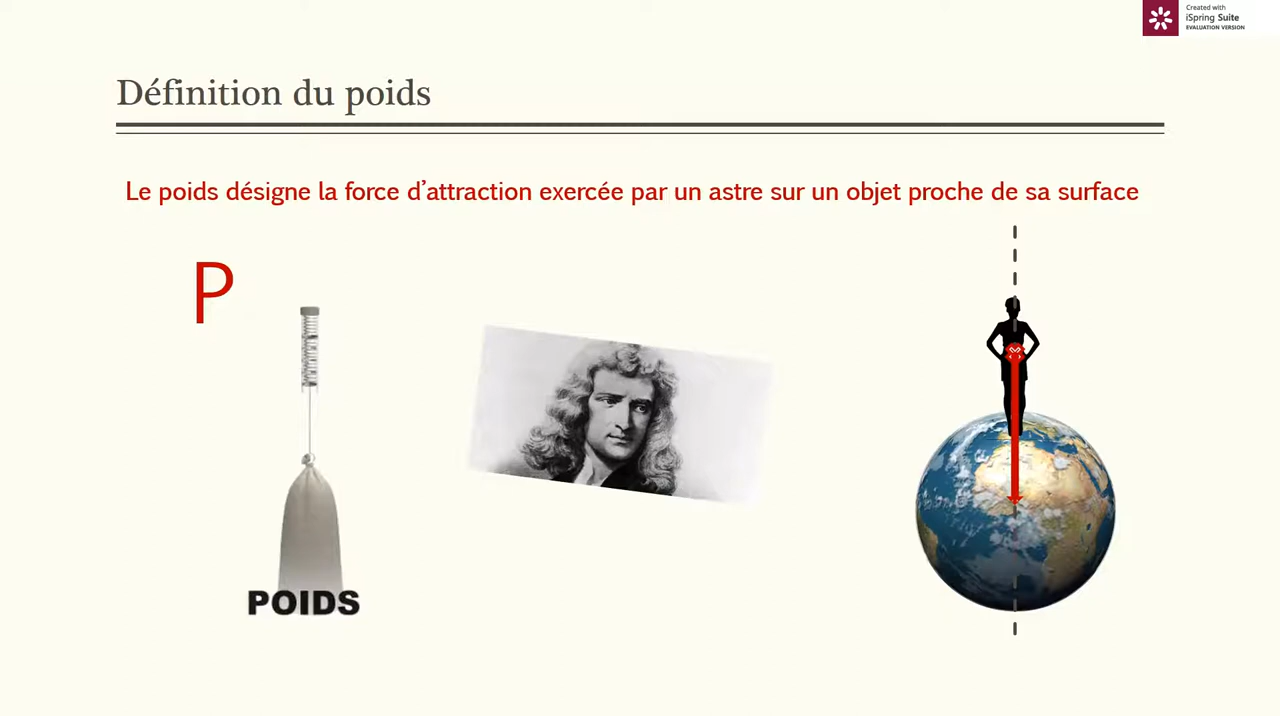 Created with
iSpring Suite
EVALUATION VERSION
Définition du poids
Le poids désigne la force d’attraction exercée par un astre sur un objet proche de sa surface
P
POIDS